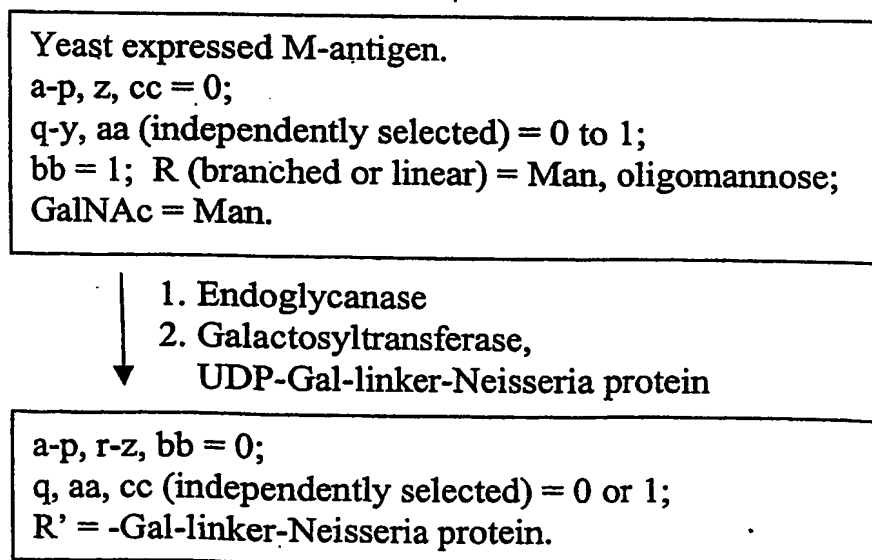 Yeast expressed M-antigen.
a-p, z, cc = 0;
q-y, aa (independently selected) = 0 to 1;
bb = 1; R (branched or linear) = Man, oligomannose;
GalNAc = Man.
1. Endoglycanase
2. Galactosyltransferase,
UDP-Gal-linker-Neisseria protein
a-p, r-z, bb = 0;
q, aa, cc (independently selected) = 0 or 1;
R’ = -Gal-linker-Neisseria protein.